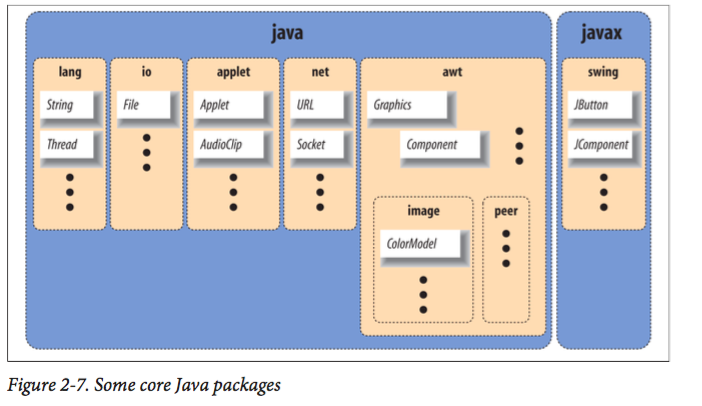 java
javax
lang
io
applet
net
awt
swing
String
File
Applet
URL
Graphics
JButton
Thread
AudioClip
Socket
Component
JComponent
image
peer
ColorModel
Figure 2-7. Some core Java packages